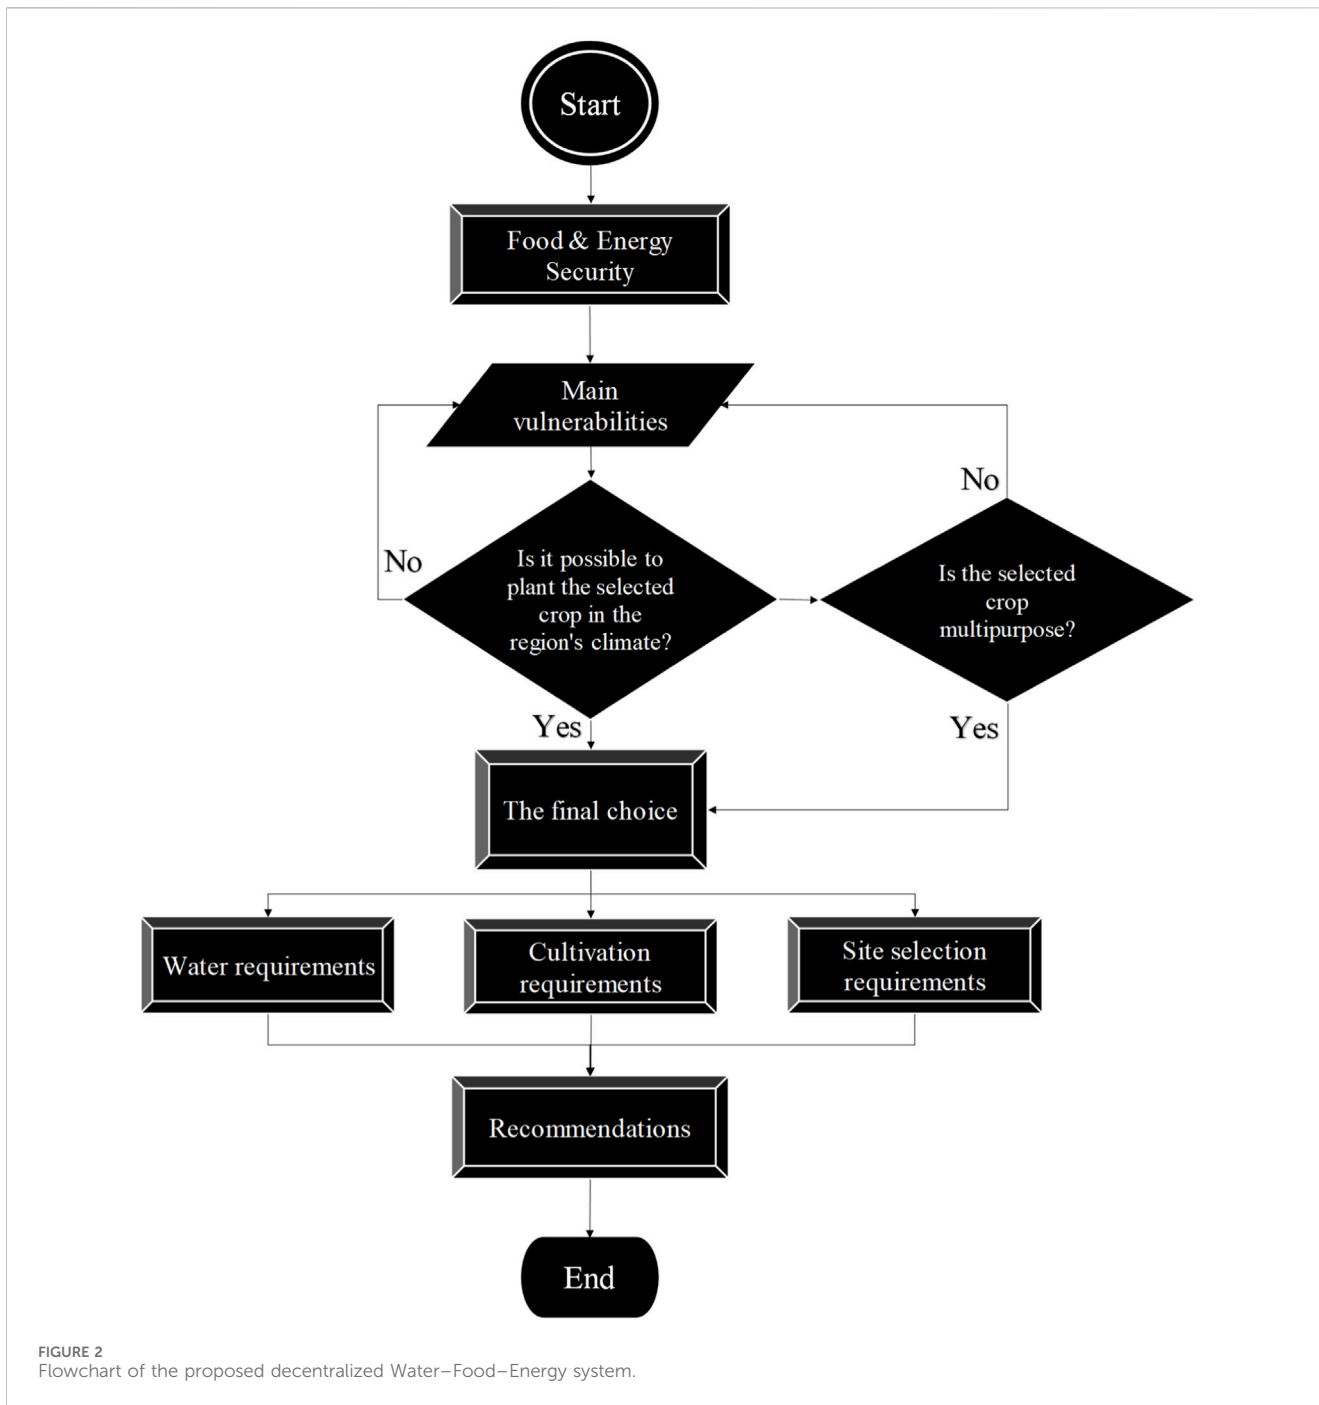 Start
Food & Energy
Security
Main
vulnerabilities
No
No
Is it possible to
plant the selected
crop in the
region's climate?
Is the selected
crop
multipurpose?
Yes
Yes
The final choice
Water requirements
Cultivation
requirements
Site selection
requirements
Recommendations
End
FIGURE 2
Flowchart of the proposed decentralized Water–Food–Energy system.